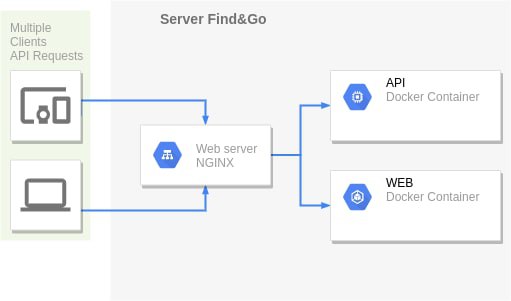 Server Find&Go
Multiple
Clients
API Requests
Web server
NGINX
API
Docker Container
WEB
Docker Container